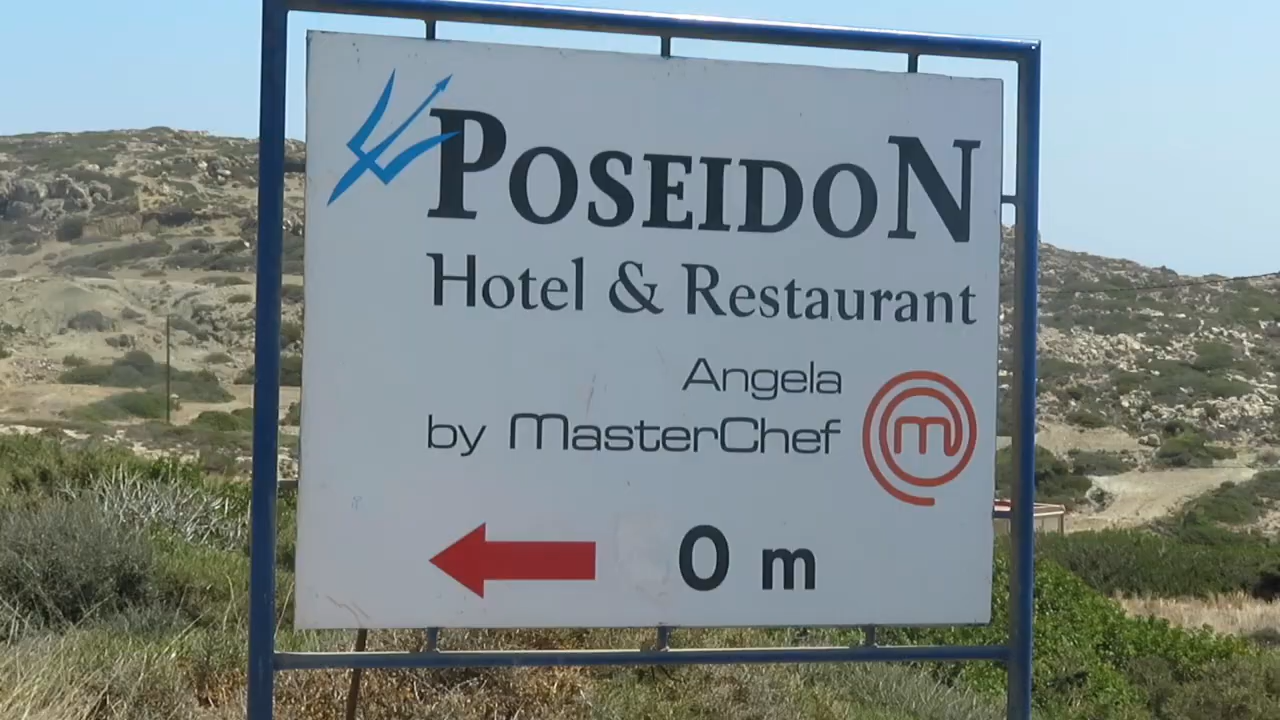 POSEIDON
Hotel & Restaurant
Angela
by MasterChef
m
0 m